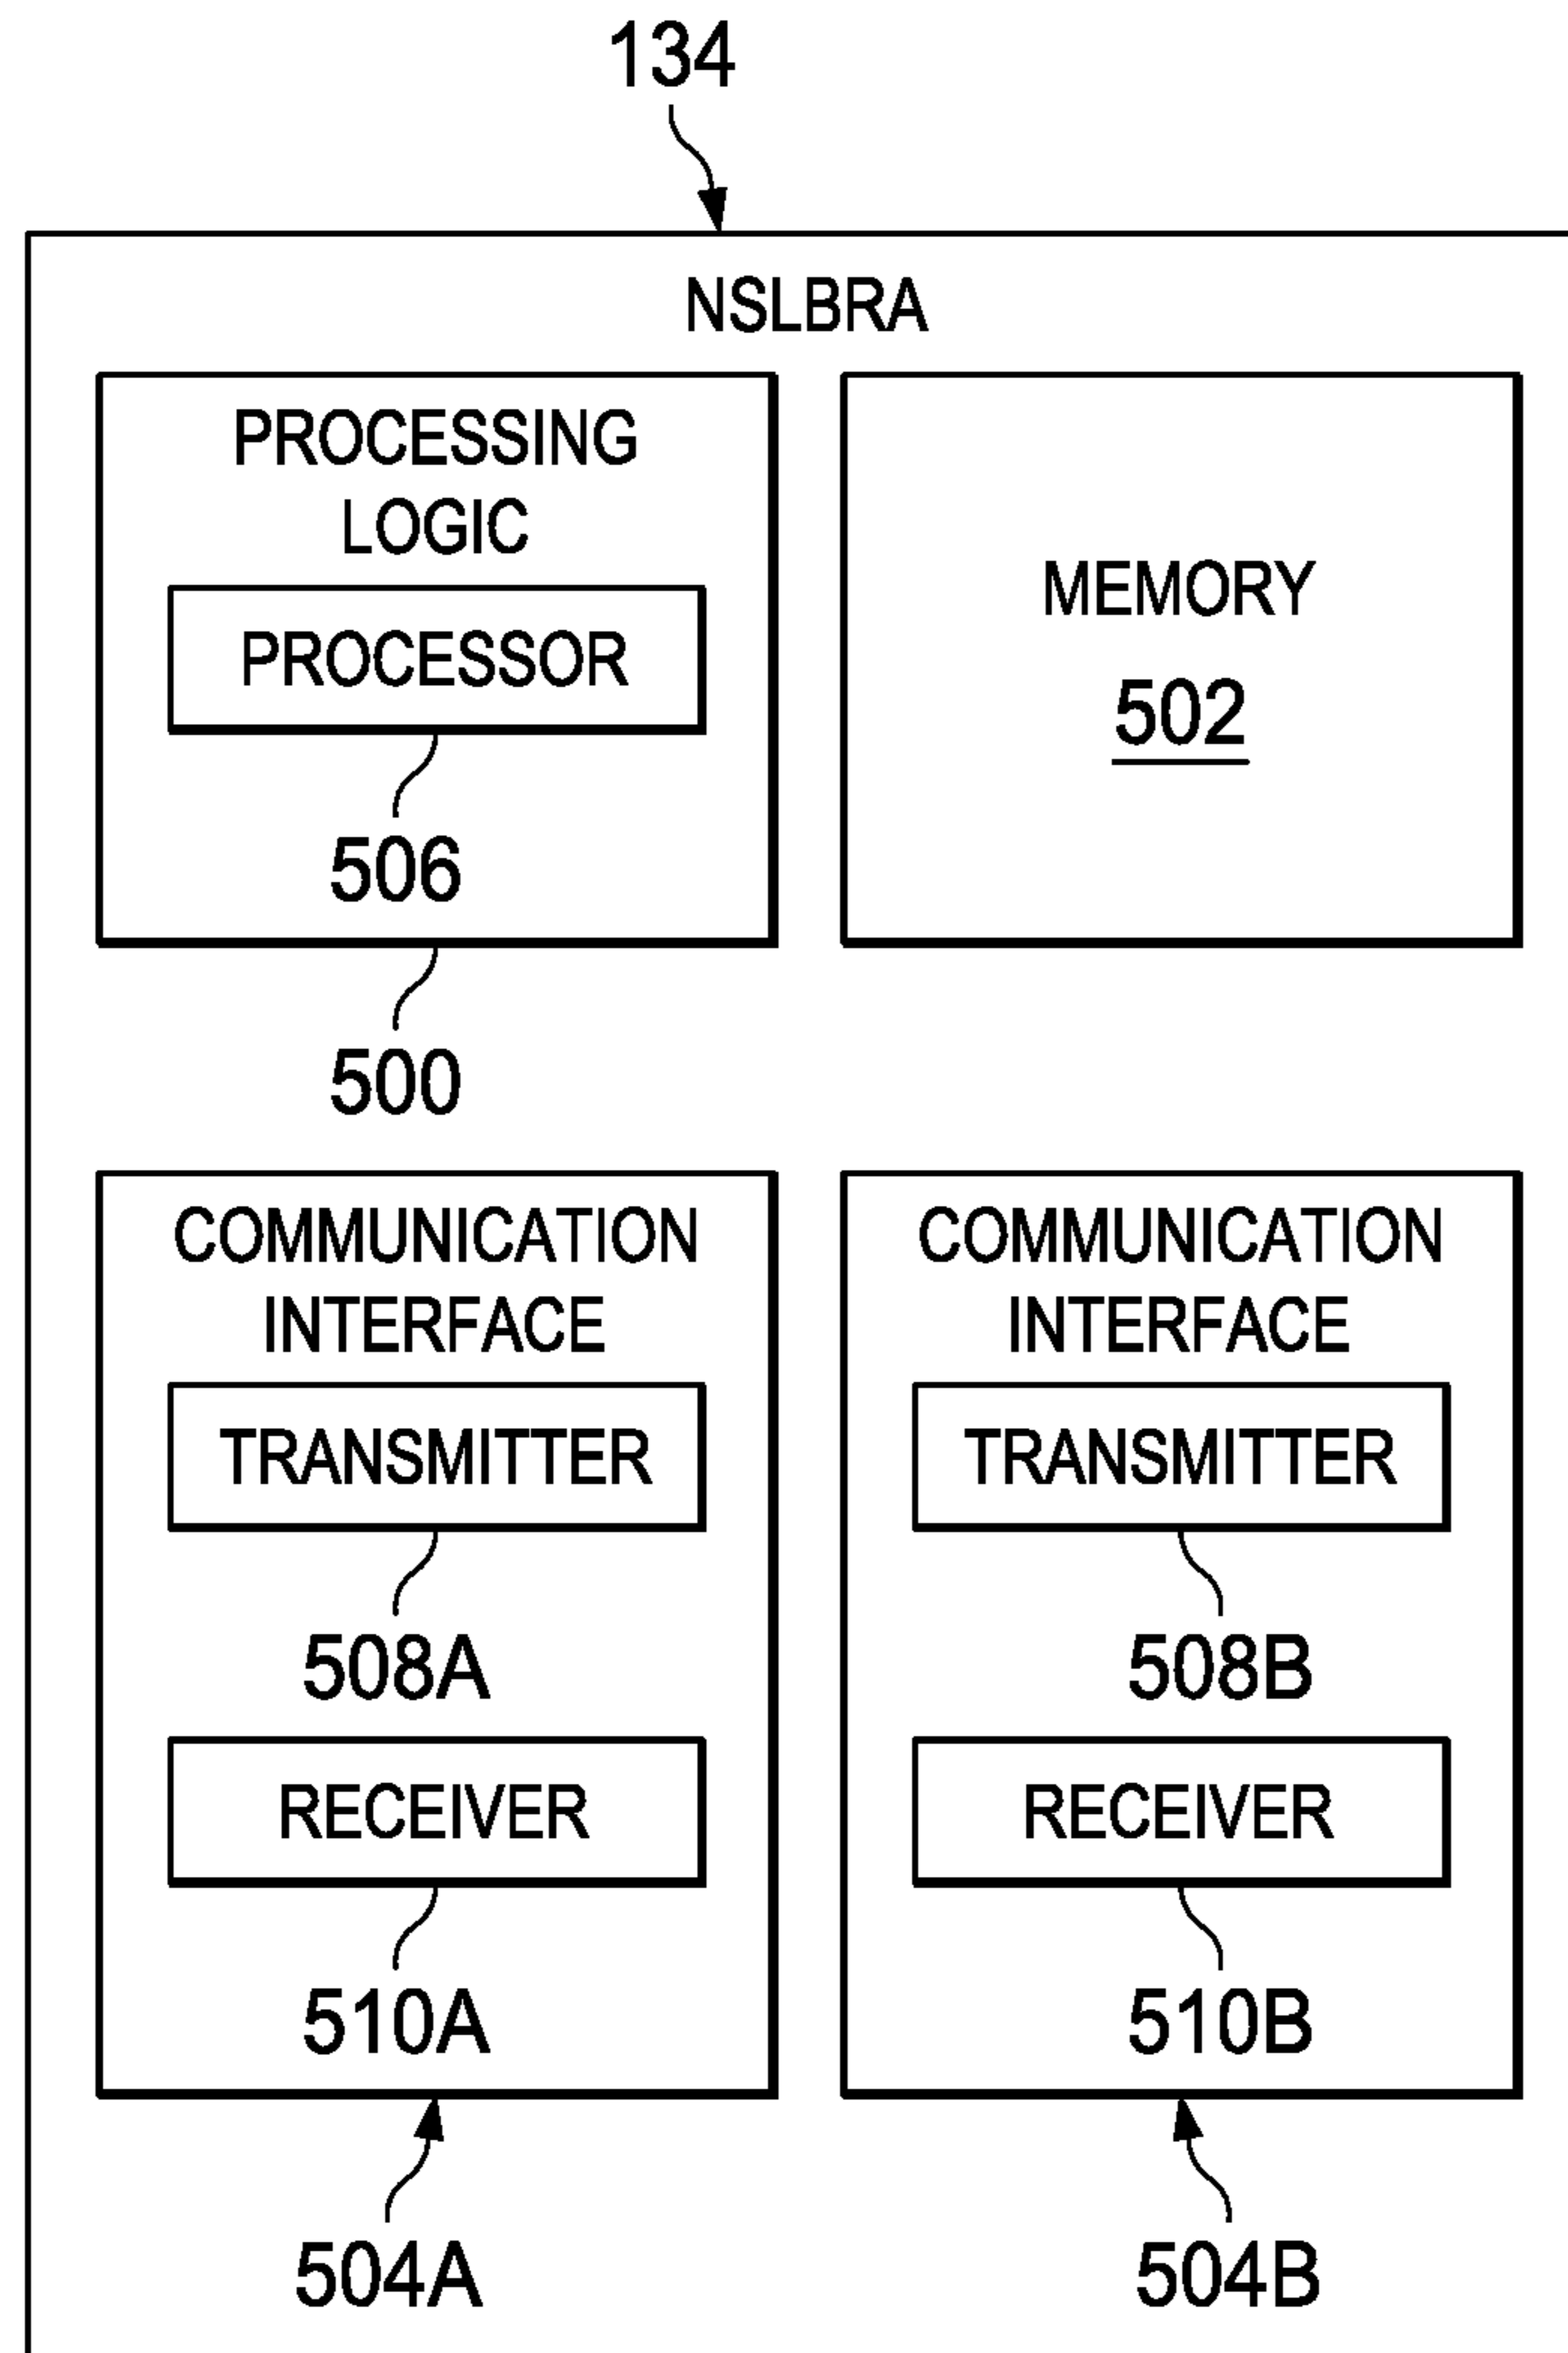 134
NSLBRA
PROCESSING
LOGIC
PROCESSOR
506
500
MEMORY
502
COMMUNICATION
INTERFACE
TRANSMITTER
508A
RECEIVER
510A
504A
COMMUNICATION
INTERFACE
TRANSMITTER
508B
RECEIVER
510B
504B